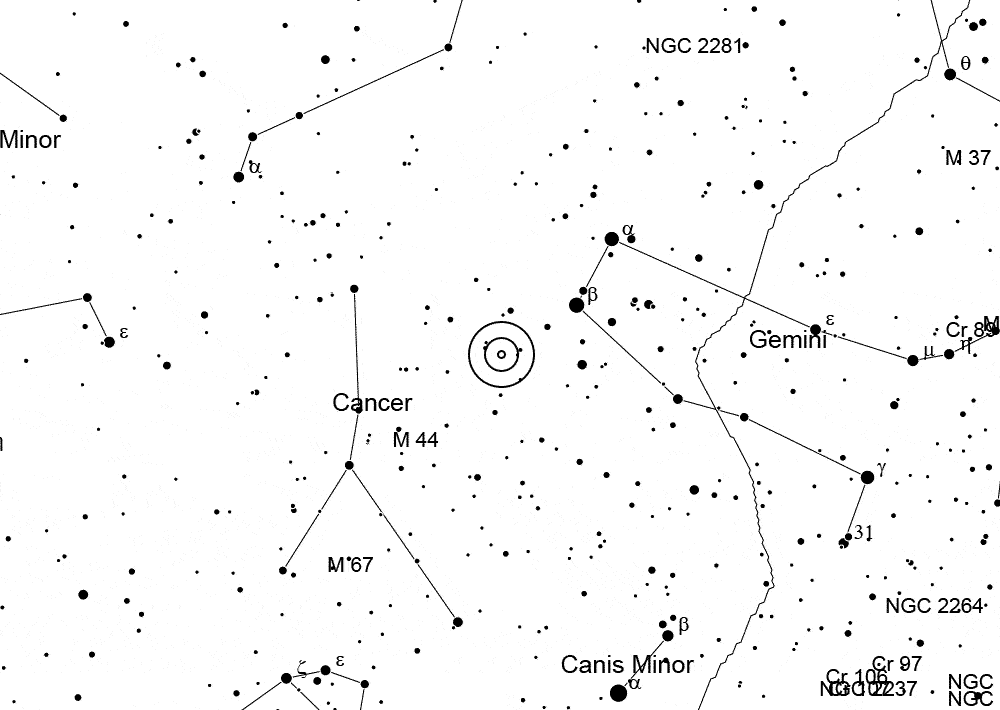 NGC 2281
θ
Minor
M 37
α
α
β
ε
ε
Gemini
Cr 89
M
μ
η
Cancer
M 44
γ
31
M 67
NGC 2264
β
Canis Minor
α
ζ
ε
Cr 97
Cr 106
2237
NGC
NGC